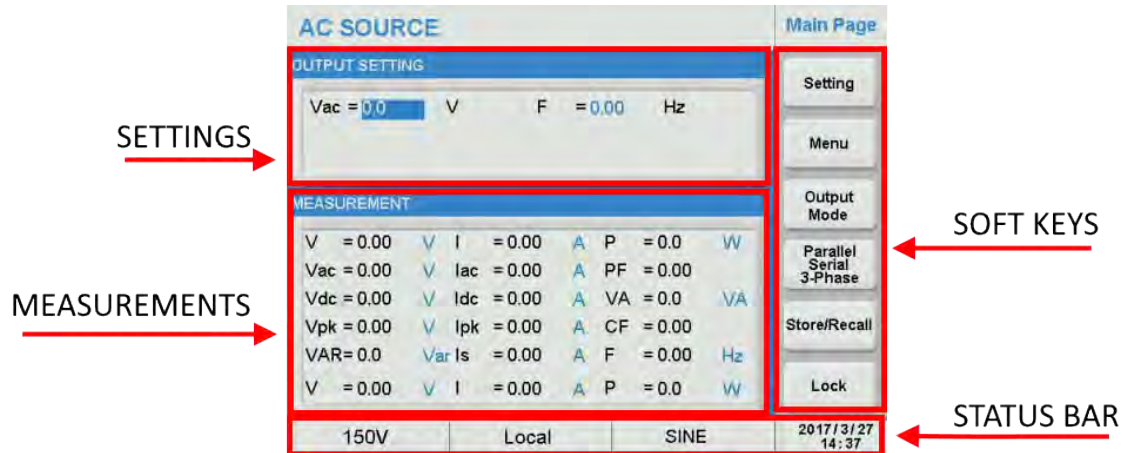 AC SOURCE Main Page
OUTPUT SETTING
Vac = 0.0 V F = 0.00 Hz
SETTINGS
MEASUREMENT
V = 0.00 V I = 0.00 A P = 0.0 W
Vac = 0.00 V Iac = 0.00 A PF = 0.00
Vdc = 0.00 V Idc = 0.00 A VA = 0.0 VA
Vpk = 0.00 V Ipk = 0.00 A CF = 0.00
VAR= 0.0 Var Is = 0.00 A F = 0.00 Hz
V = 0.00 V I = 0.00 A P = 0.0 W
MEASUREMENTS
Setting
Menu
Output
Mode
Parallel
Serial
3-Phase
Store/Recall
Lock
SOFT KEYS
150V Local SINE 2017/3/27
14:37
STATUS BAR